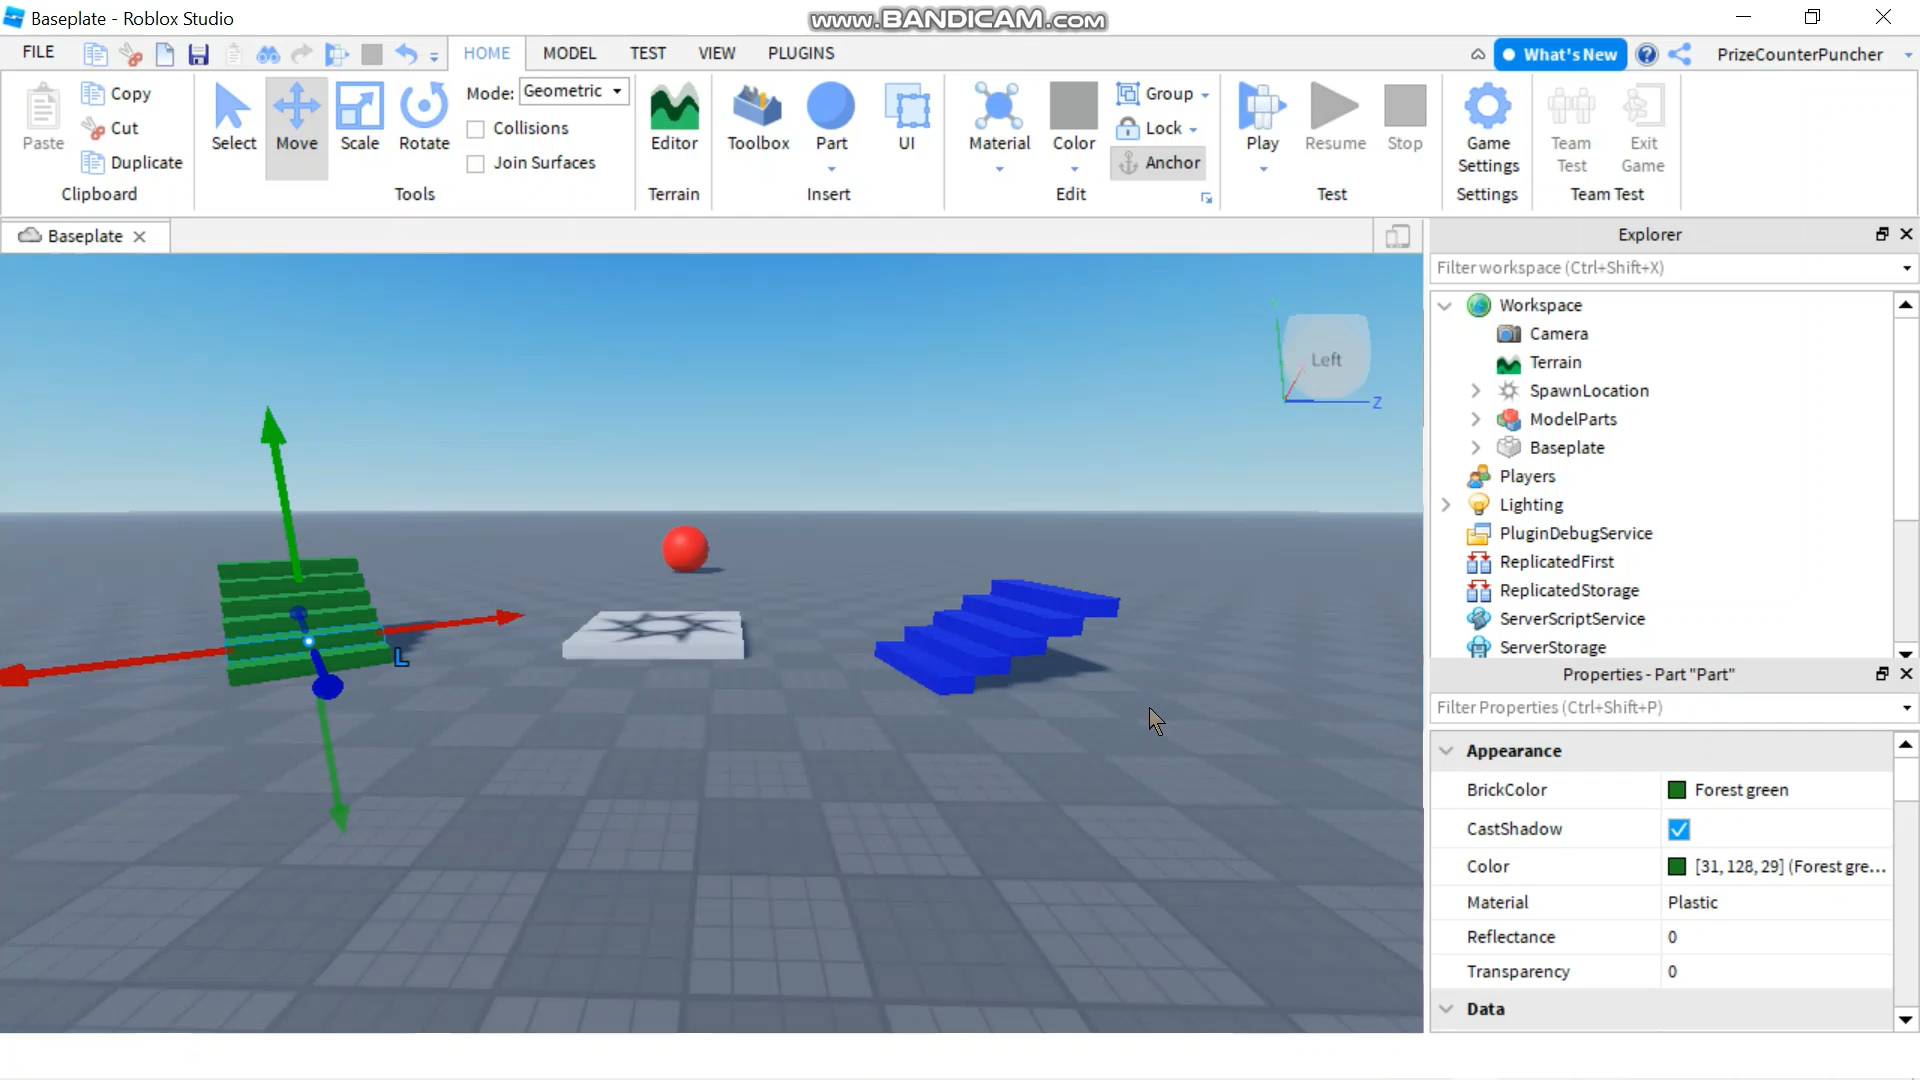 Baseplate - Roblox Studio
www.BANDICAM.com
FILE
HOME
MODEL
TEST
VIEW
PLUGINS
What's New
PrizeCounterPuncher
Paste
Copy
Cut
Duplicate
Clipboard
Select
Move
Scale
Rotate
Mode: Geometric
Collisions
Join Surfaces
Tools
Editor
Terrain
Toolbox
Part
UI
Insert
Material
Color
Group
Lock
Anchor
Edit
Play
Resume
Stop
Test
Game
Settings
Settings
Team
Test
Exit
Game
Team Test
Baseplate
Left
Z
L
Explorer
Filter workspace (Ctrl+Shift+X)
Workspace
Camera
Terrain
SpawnLocation
ModelParts
Baseplate
Players
Lighting
PluginDebugService
ReplicatedFirst
ReplicatedStorage
ServerScriptService
ServerStorage
Properties - Part "Part"
Filter Properties (Ctrl+Shift+P)
Appearance
BrickColor Forest green
CastShadow
Color [31, 128, 29] (Forest gre...
Material Plastic
Reflectance 0
Transparency 0
Data